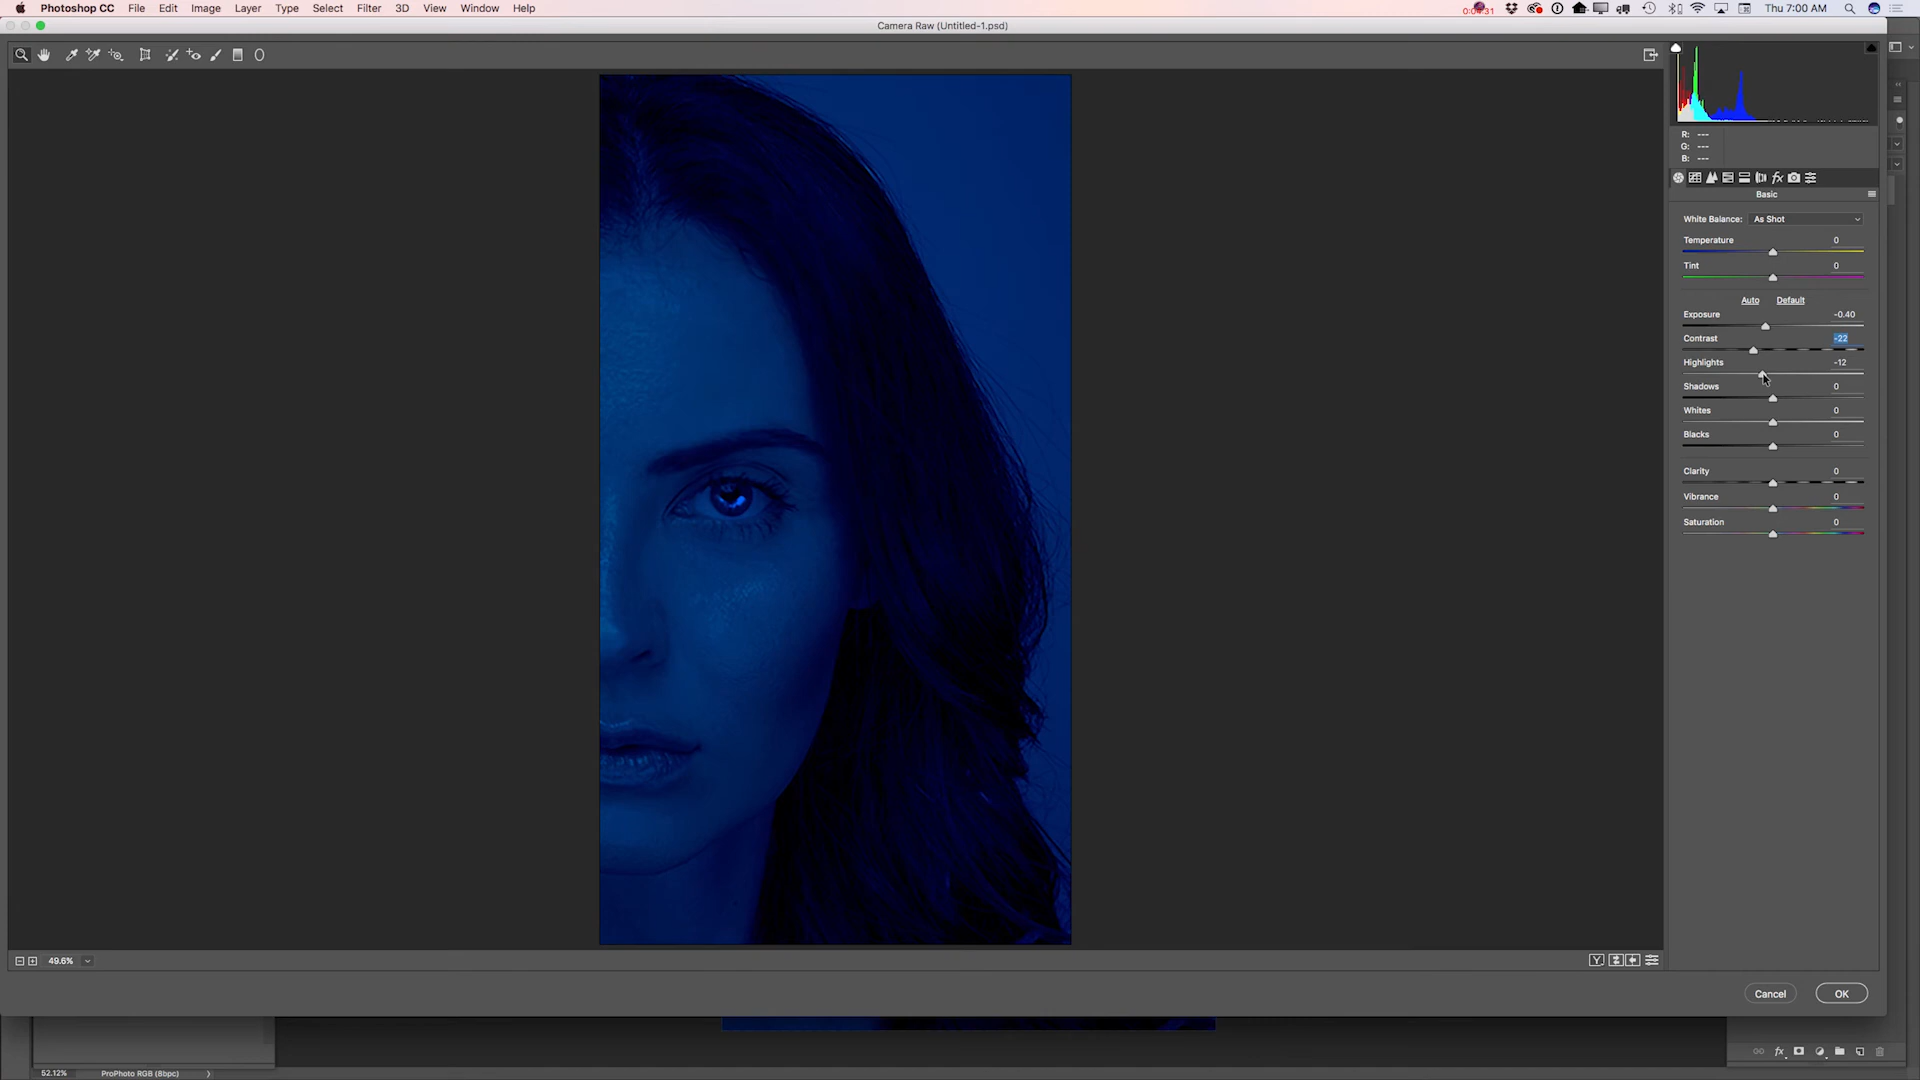 Photoshop CC File Edit Image Layer Type Select Filter 3D View Window Help Thu 7:00 AM
Camera Raw (Untitled-1.psd)
R: ---
G: ---
B: ---
Basic
White Balance: As Shot
Temperature 0
Tint 0
Auto Default
Exposure -0.40
Contrast -22
Highlights -12
Shadows 0
Whites 0
Blacks 0
Clarity 0
Vibrance 0
Saturation 0
49.6%
Y
Cancel OK
fx
52.12% ProPhoto RGB (8bpc)